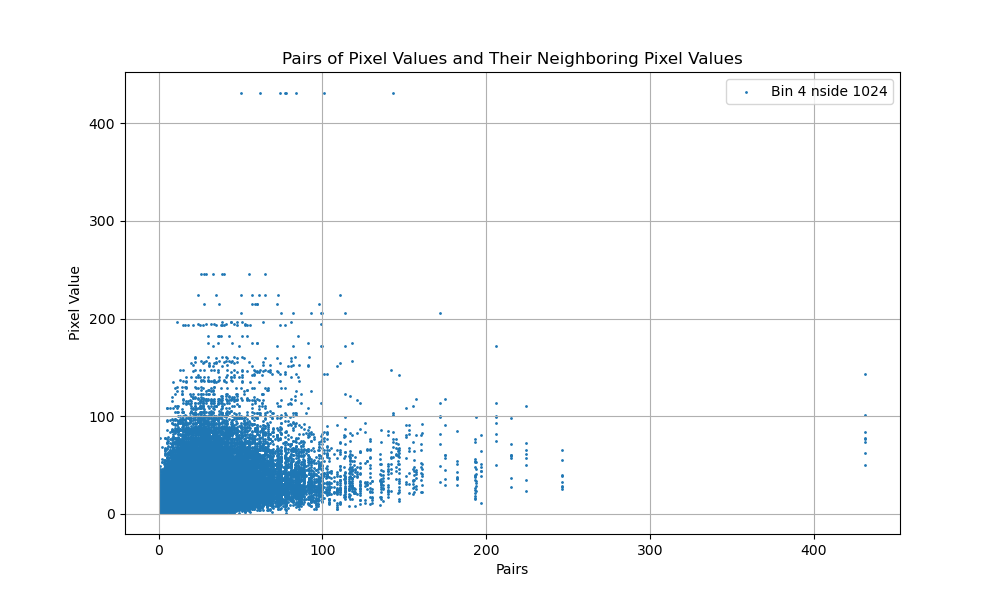 Pairs of Pixel Values and Their Neighboring Pixel Values
Bin 4 nside 1024
400
300
200
100
0
Pixel Value
0 100 200 300 400
Pairs